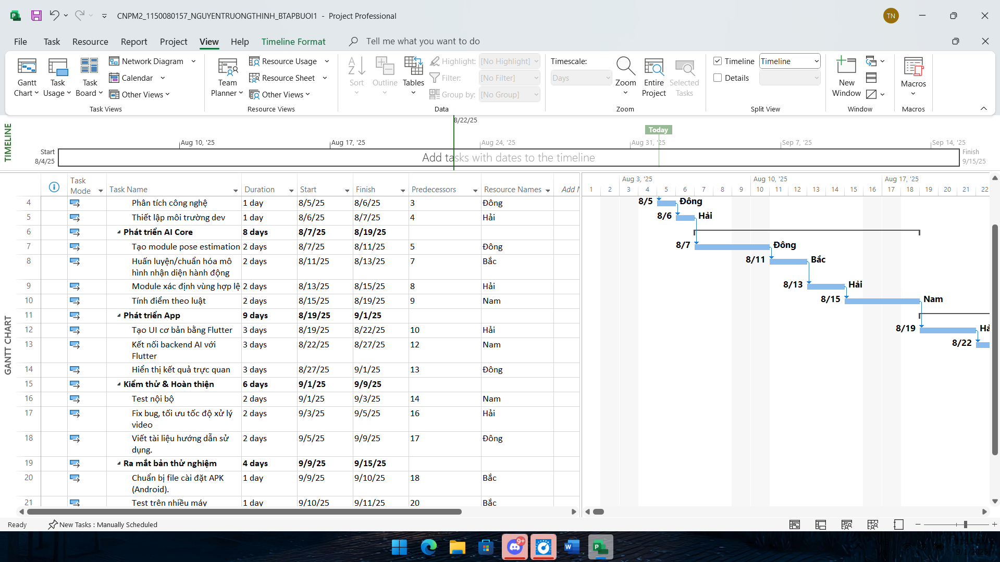 CNPM2_1150080157_NGUYENTRUONGTHINH_BTAPBUOI1 - Project Professional
TN
File Task Resource Report Project View Help Timeline Format Tell me what you want to do
Gantt Chart
Task Usage
Task Board
Network Diagram
Calendar
Other Views
Task Views
Team Planner
Resource Usage
Resource Sheet
Other Views
Resource Views
Sort
Outline
Tables
Highlight: [No Highlight]
Filter: [No Filter]
Group by: [No Group]
Data
Timescale:
Days
Zoom
Entire Project
Selected Tasks
Zoom
Timeline Timeline
Details
Split View
New Window
Window
Macros
Macros
TIMELINE
8/22/25
Today
Aug 10, '25 Aug 17, '25 Aug 24, '25 Aug 31, '25 Sep 7, '25 Sep 14, '25
Start
8/4/25
Add tasks with dates to the timeline
Finish
9/15/25
GANTT CHART
Task Mode Task Name Duration Start Finish Predecessors Resource Names Add N
4 Phân tích công nghệ 1 day 8/5/25 8/6/25 3 Đông
5 Thiết lập môi trường dev 1 day 8/6/25 8/7/25 4 Hải
6 Phát triển AI Core 8 days 8/7/25 8/19/25
7 Tạo module pose estimation 2 days 8/7/25 8/11/25 5 Đông
8 Huấn luyện/chuẩn hóa mô hình nhận diện hành động 2 days 8/11/25 8/13/25 7 Bắc
9 Module xác định vùng hợp lệ 2 days 8/13/25 8/15/25 8 Hải
10 Tính điểm theo luật 2 days 8/15/25 8/19/25 9 Nam
11 Phát triển App 9 days 8/19/25 9/1/25
12 Tạo UI cơ bản bằng Flutter 3 days 8/19/25 8/22/25 10 Hải
13 Kết nối backend AI với Flutter 3 days 8/22/25 8/27/25 12 Nam
14 Hiển thị kết quả trực quan 3 days 8/27/25 9/1/25 13 Đông
15 Kiểm thử & Hoàn thiện 6 days 9/1/25 9/9/25
16 Test nội bộ 2 days 9/1/25 9/3/25 14 Nam
17 Fix bug, tối ưu tốc độ xử lý video 2 days 9/3/25 9/5/25 16 Hải
18 Viết tài liệu hướng dẫn sử dụng. 2 days 9/5/25 9/9/25 17 Đông
19 Ra mắt bản thử nghiệm 4 days 9/9/25 9/15/25
20 Chuẩn bị file cài đặt APK (Android). 1 day 9/9/25 9/10/25 18 Bắc
21 Test trên nhiều máy 1 day 9/10/25 9/11/25 20 Bắc
Aug 3, '25 Aug 10, '25 Aug 17, '25
1 2 3 4 5 6 7 8 9 10 11 12 13 14 15 16 17 18 19 20 21 22
8/5 Đông
8/6 Hải
8/7 Đông
8/11 Bắc
8/13 Hải
8/15 Nam
8/19 Hả
8/22
Ready New Tasks : Manually Scheduled
9+